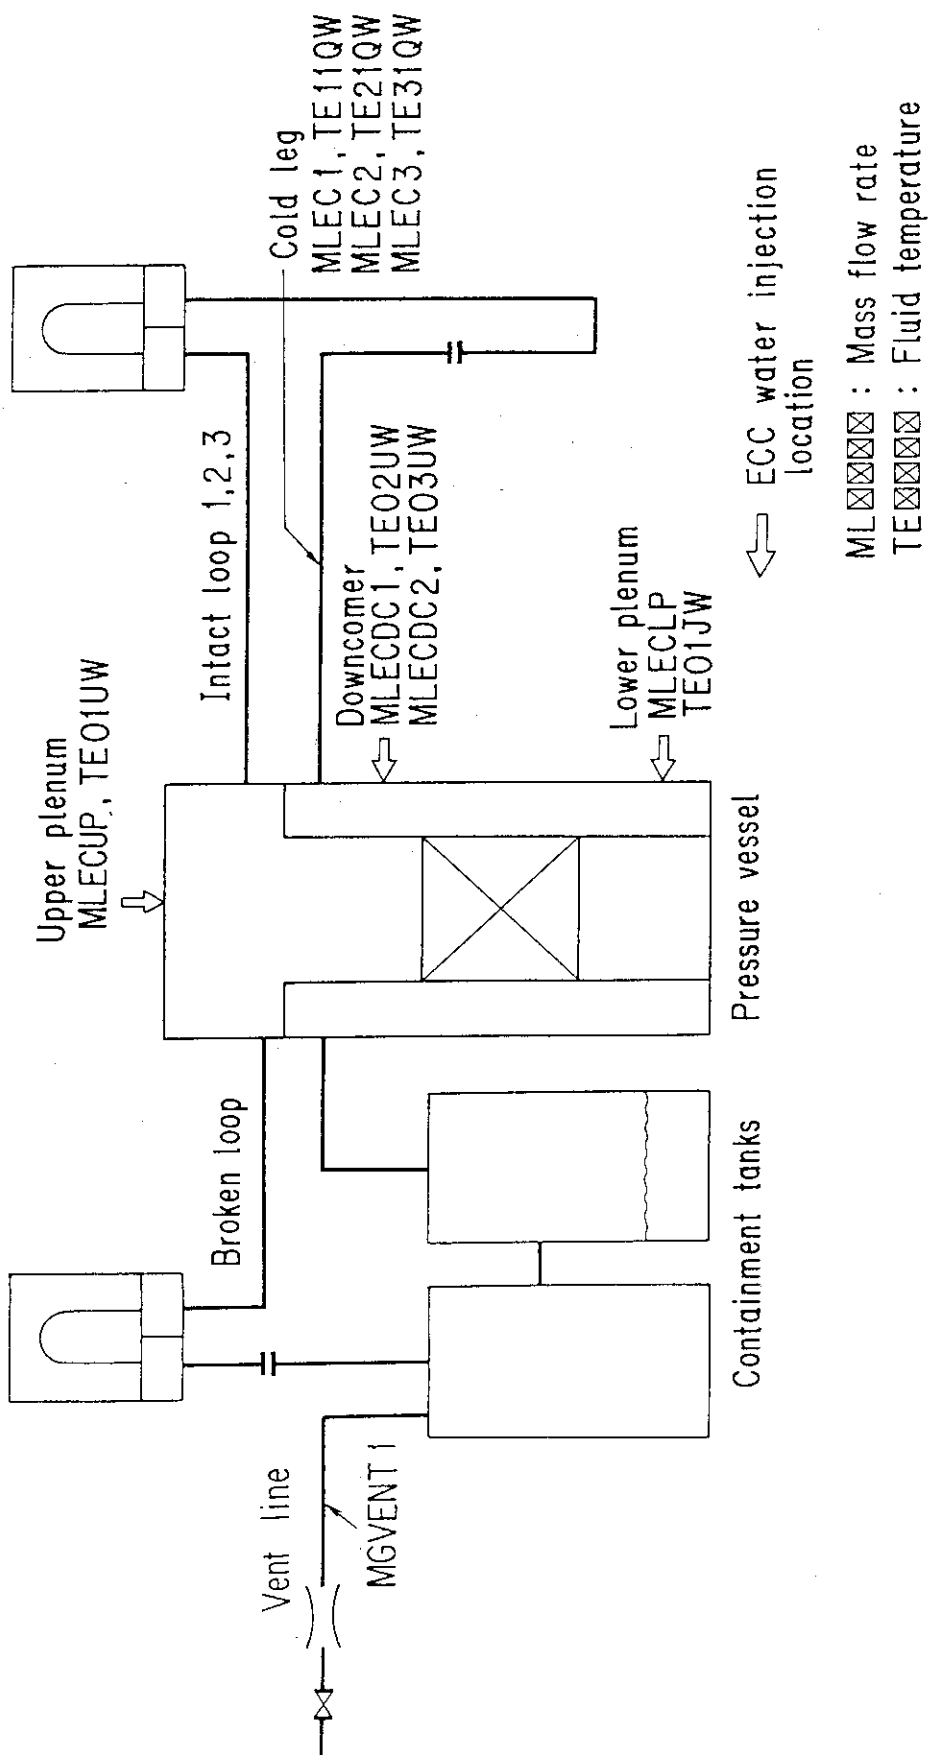 Upper plenum
MLECUP, TE01UW
Intact loop 1,2,3
Cold leg
MLEC1, TE11QW
MLEC2, TE21QW
MLEC3, TE31QW
Broken loop
Vent line
MGVENT1
Downcomer
MLECDC1, TE02UW
MLECDC2, TE03UW
Lower plenum
MLECLP
TE01JW
Containment tanks
Pressure vessel
ECC water injection
location
ML☒☒☒☒ : Mass flow rate
TE☒☒☒☒ : Fluid temperature